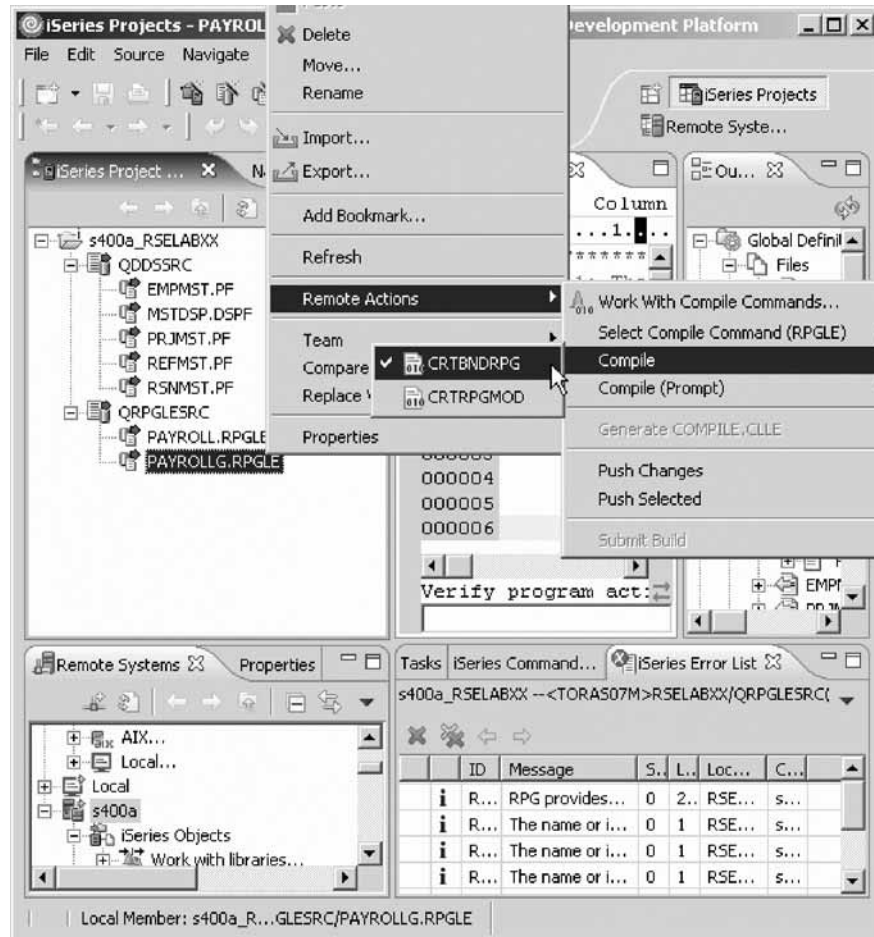 iSeries Projects - PAYROL
evelopment Platform
File Edit Source Navigate
Delete
Move...
Rename
Import...
Export...
Add Bookmark...
Refresh
Remote Actions
Team
Compare
Replace
Properties
iSeries Projects
Remote Syste...
iSeries Project ...
s400a_RSELABXX
QDDSSRC
EMPMST.PF
MSTDSP.DSPF
PRJMST.PF
REFMST.PF
RSNMST.PF
QRPGLESRC
PAYROLL.RPGLE
PAYROLLG.RPGLE
CRTBNDRPG
CRTRPGMOD
Column
...1. ..
Ou...
Global Definit
Files
Work With Compile Commands...
Select Compile Command (RPGLE)
Compile
Compile (Prompt)
Generate COMPILE.CLLE
Push Changes
Push Selected
Submit Build
000004
000005
000006
Verify program act:
EMPM
Remote Systems Properties
AIX...
Local...
Local
s400a
iSeries Objects
Work with libraries...
Tasks iSeries Command... iSeries Error List
s400a_RSELABXX --<TORAS07M>RSELABXX/QRPGLESRC(
ID Message S.. L.. Loc... C...
i R... RPG provides... 0 2.. RSE... s...
i R... The name or i... 0 1 RSE... s...
i R... The name or i... 0 1 RSE... s...
i R... The name or i... 0 1 RSE... s...
Local Member: s400a_R...GLESRC/PAYROLLG.RPGLE